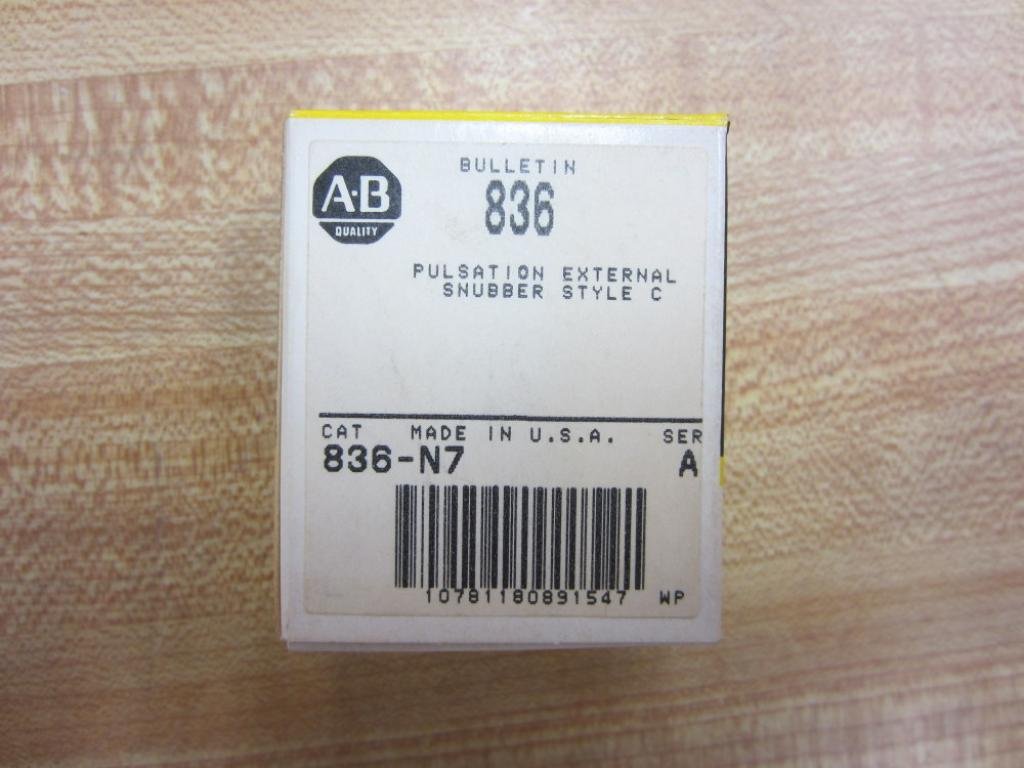 A·B
QUALITY
BULLETIN
836
PULSATION EXTERNAL
SNUBBER STYLE C
CAT MADE IN U.S.A. SER
836-N7 A
10781180891547 WP